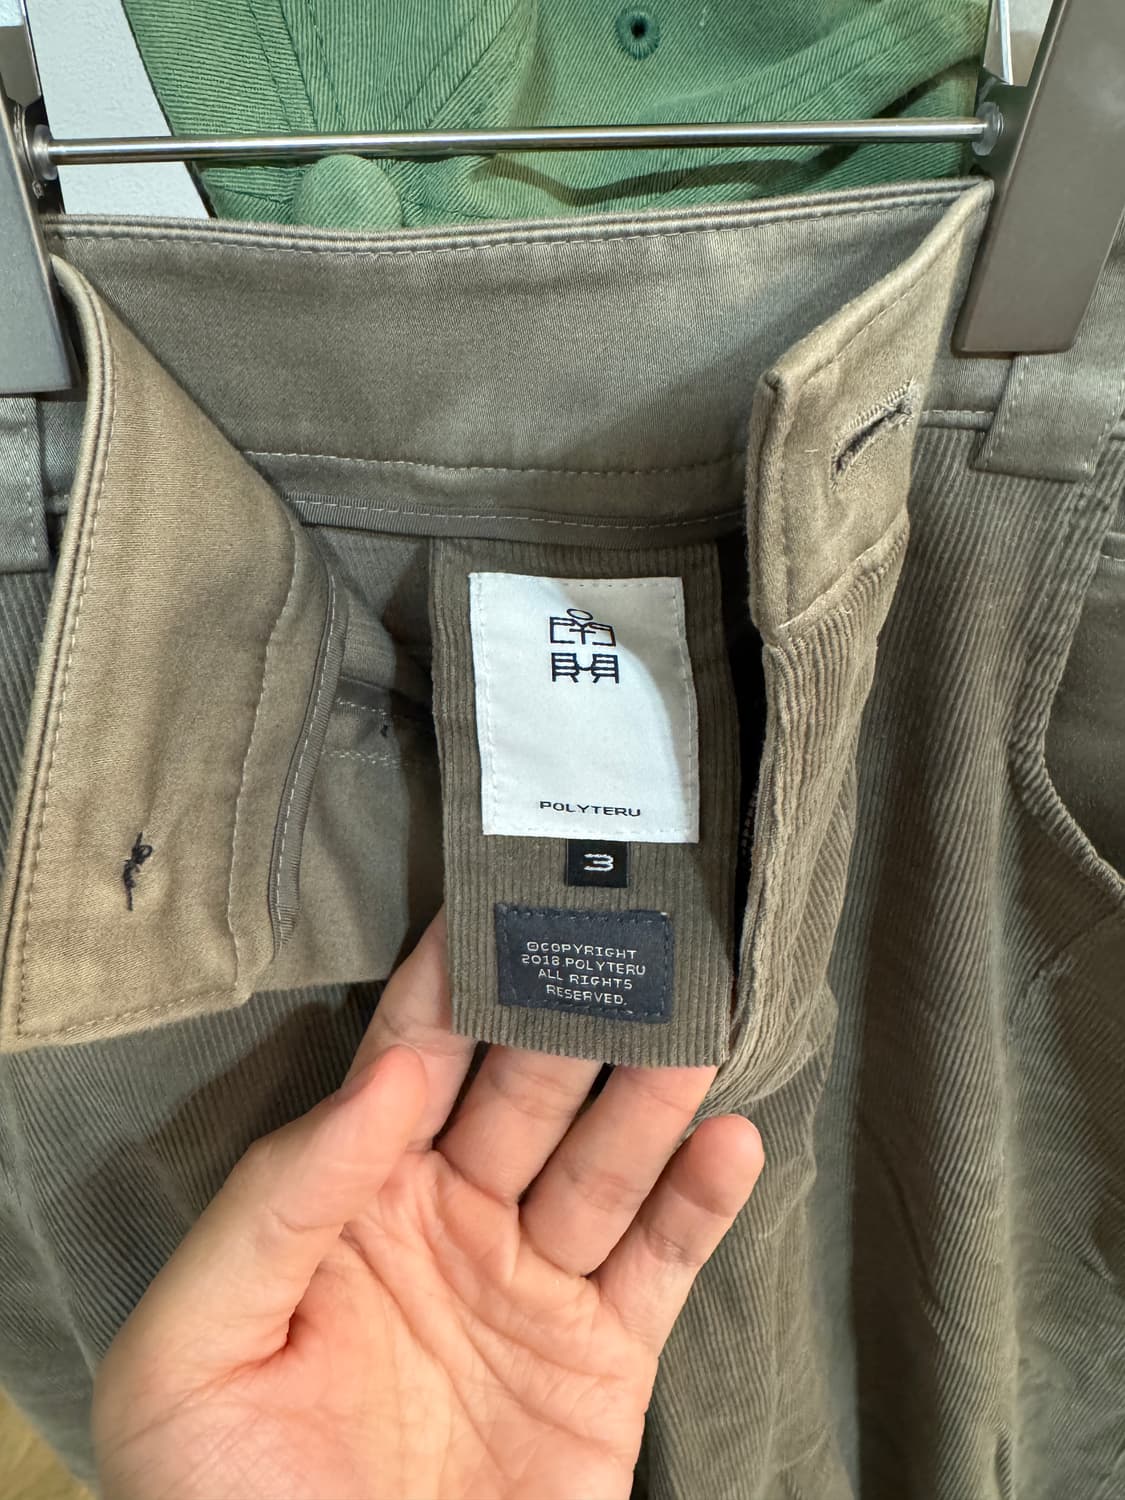 POLYTERU
3
©COPYRIGHT
2018.POLYTERU
ALL RIGHTS
RESERVED.